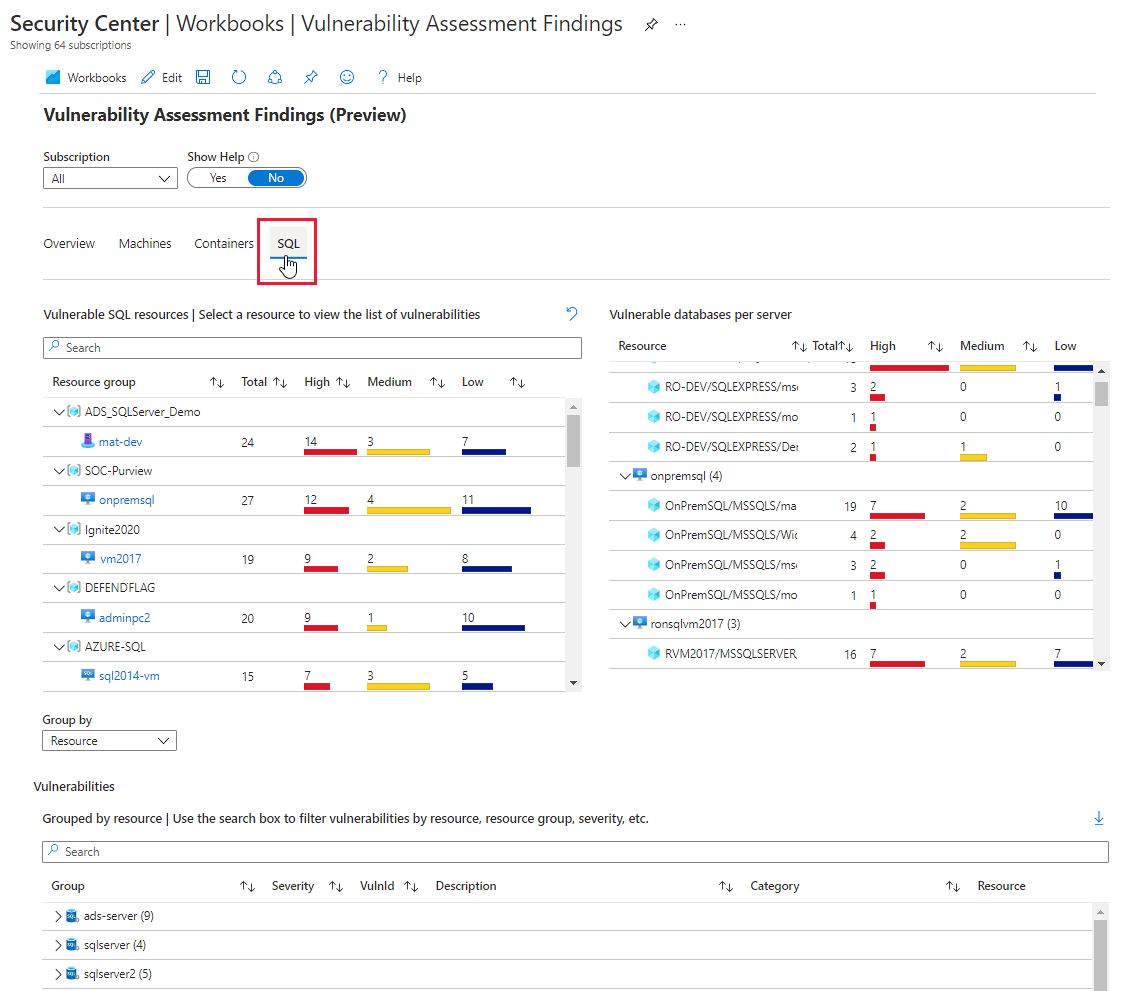 Security Center | Workbooks | Vulnerability Assessment Findings ...
Showing 64 subscriptions
Workbooks Edit ? Help
Vulnerability Assessment Findings (Preview)
Subscription Show Help
All Yes No
Overview Machines Containers SQL
Vulnerable SQL resources | Select a resource to view the list of vulnerabilities
Search
Resource group Total High Medium Low
ADS_SQLServer_Demo
mat-dev 24 14 3 7
SOC-Purview
onpremsql 27 12 4 11
Ignite2020
vm2017 19 9 2 8
DEFENDFLAG
adminpc2 20 9 1 10
AZURE-SQL
sql2014-vm 15 7 3 5
Vulnerable databases per server
Resource Total High Medium Low
RO-DEV/SQLEXPRESS/ms 3 2 0 1
RO-DEV/SQLEXPRESS/mo 1 1 0 0
RO-DEV/SQLEXPRESS/Der 2 1 1 0
onpremsql (4)
OnPremSQL/MSSQLS/ma 19 7 2 10
OnPremSQL/MSSQLS/Wic 4 2 2 0
OnPremSQL/MSSQLS/ms 3 2 0 1
OnPremSQL/MSSQLS/mo 1 1 0 0
ronsqlvm2017 (3)
RVM2017/MSSQLSERVER, 16 7 2 7
Group by
Resource
Vulnerabilities
Grouped by resource | Use the search box to filter vulnerabilities by resource, resource group, severity, etc.
Search
Group Severity VulnId Description Category Resource
ads-server (9)
sqlserver (4)
sqlserver2 (5)